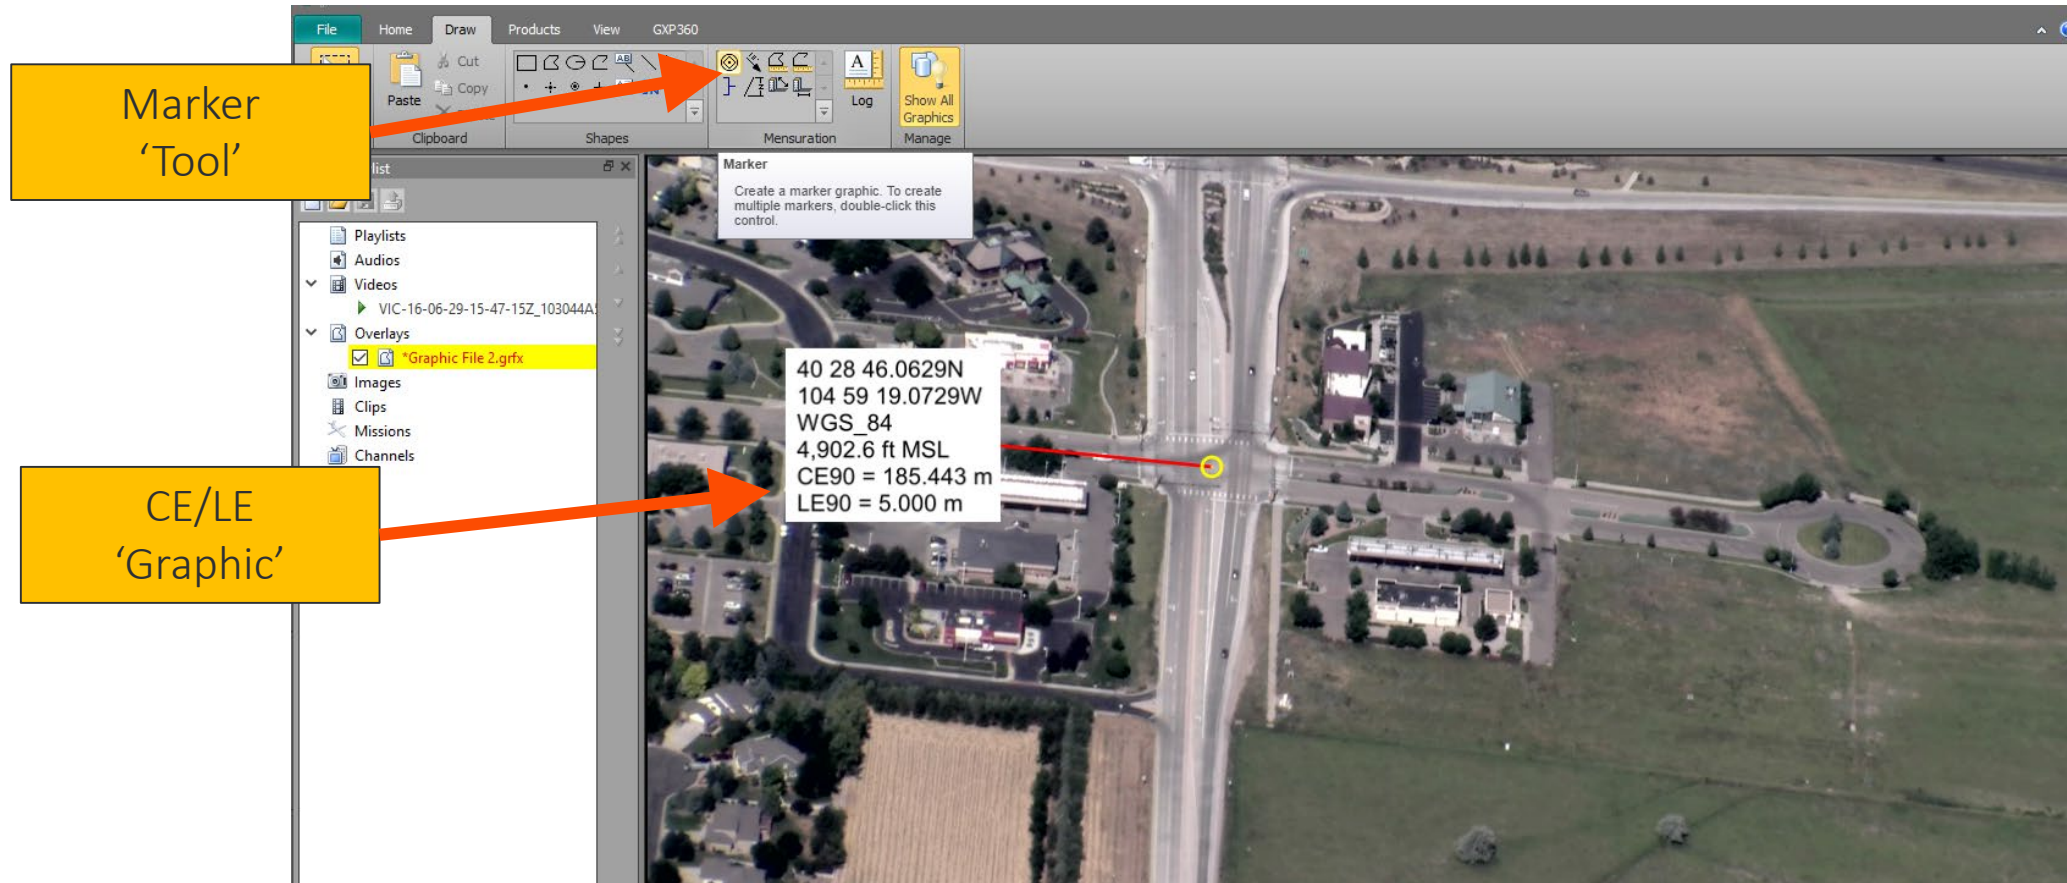 File Home Draw Products View GXP360
Cut
Copy
Paste
AB
A
Log
Show All
Graphics
Clipboard
Shapes
Mensuration
Manage
Marker
‘Tool’
Marker
Create a marker graphic. To create
multiple markers, double-click this
control.
list
Playlists
Audios
Videos
VIC-16-06-29-15-47-15Z_103044A
Overlays
*Graphic File 2.grfx
Images
Clips
Missions
Channels
40 28 46.0629N
104 59 19.0729W
WGS_84
4,902.6 ft MSL
CE90 = 185.443 m
LE90 = 5.000 m
CE/LE
‘Graphic’